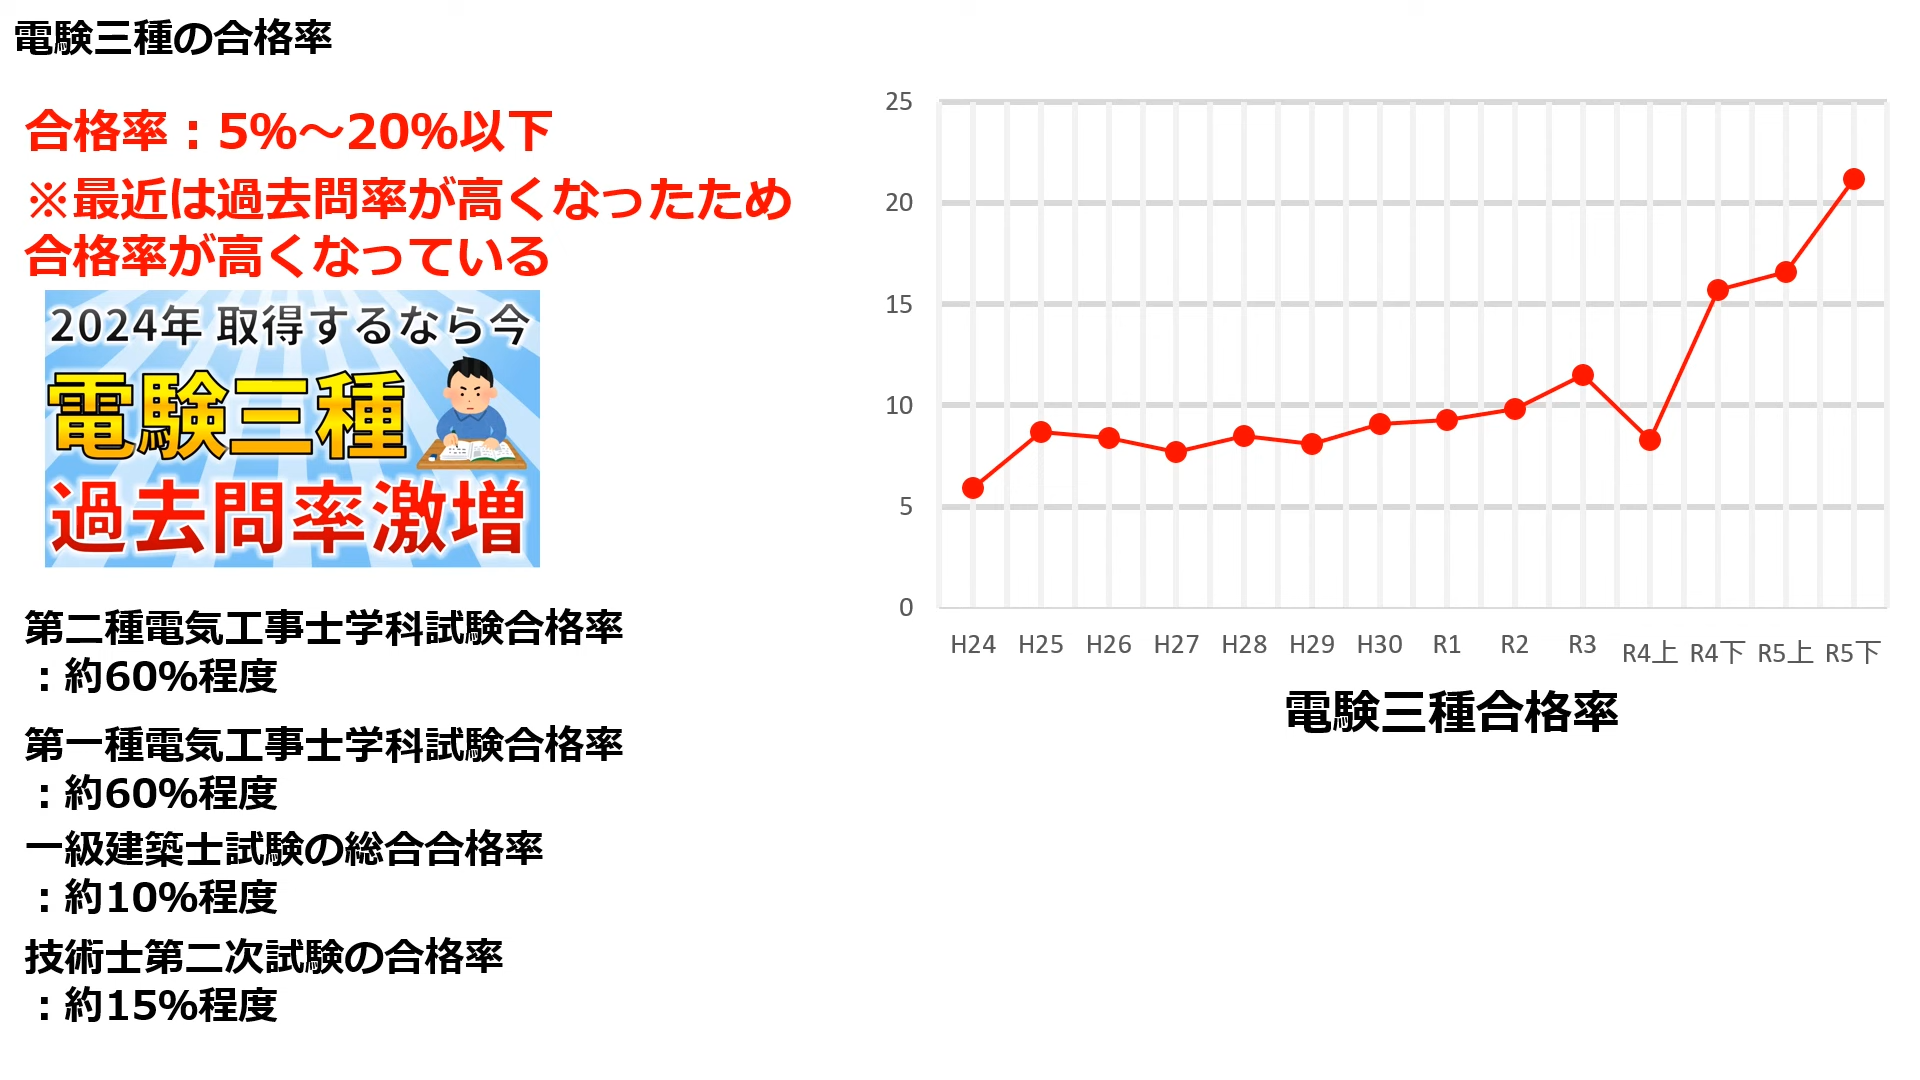 電験三種の合格率
合格率：5%～20%以下
※最近は過去問率が高くなったため
合格率が高くなっている
2024年 取得するなら今
電験三種
過去問率激増
第二種電気工事士学科試験合格率
：約60%程度
第一種電気工事士学科試験合格率
：約60%程度
一級建築士試験の総合合格率
：約10%程度
技術士第二次試験の合格率
：約15%程度
25
20
15
10
5
0
H24 H25 H26 H27 H28 H29 H30 R1 R2 R3 R4上 R4下 R5上 R5下
電験三種合格率